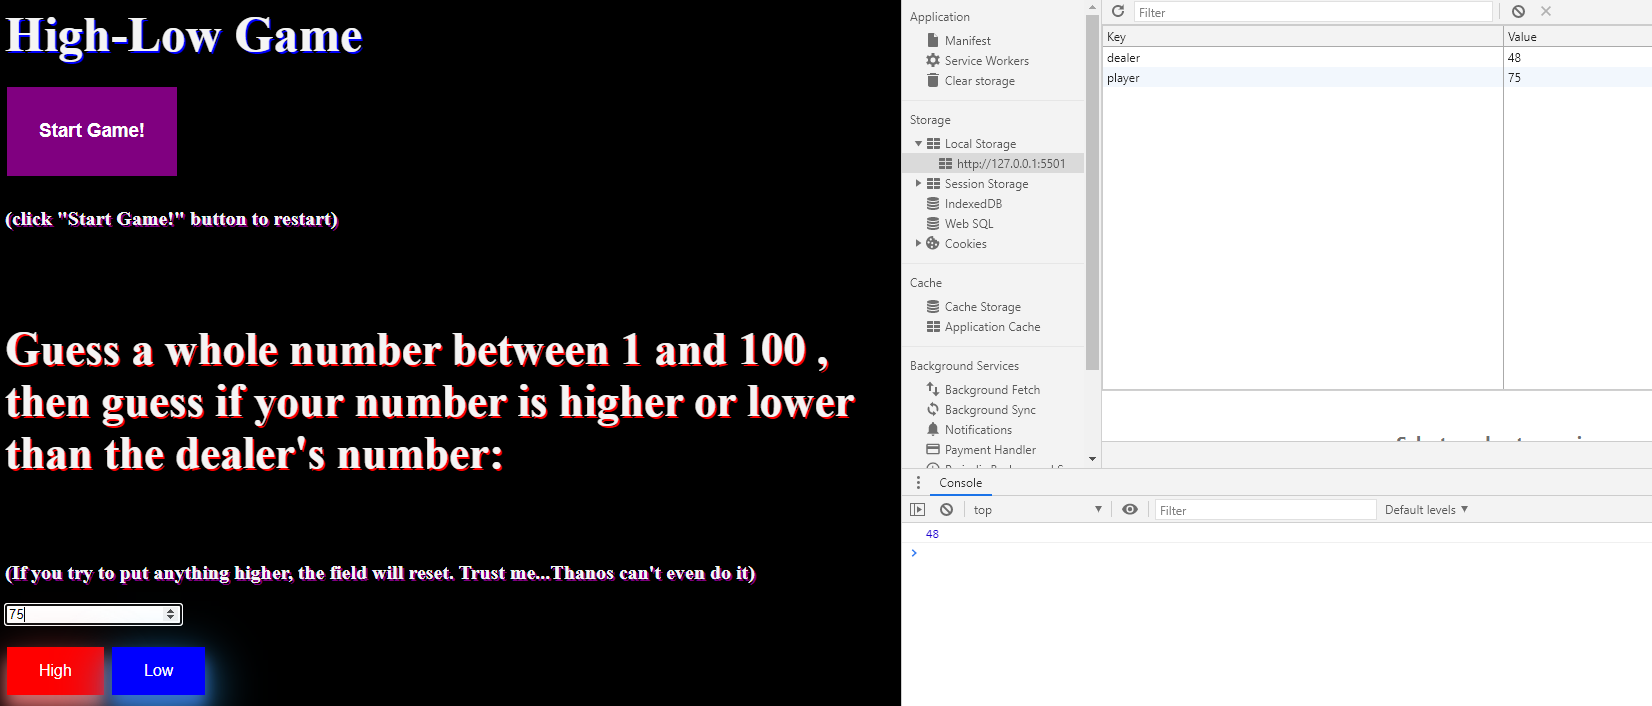 High-Low Game
Start Game!
(click "Start Game!" button to restart)
Guess a whole number between 1 and 100 ,
then guess if your number is higher or lower
than the dealer's number:
(If you try to put anything higher, the field will reset. Trust me...Thanos can't even do it)
75
High Low
Application
Manifest
Service Workers
Clear storage
Storage
Local Storage
http://127.0.0.1:5501
Session Storage
IndexedDB
Web SQL
Cookies
Cache
Cache Storage
Application Cache
Background Services
Background Fetch
Background Sync
Notifications
Payment Handler
Filter
Key Value
dealer 48
player 75
Console
top Filter Default levels
48